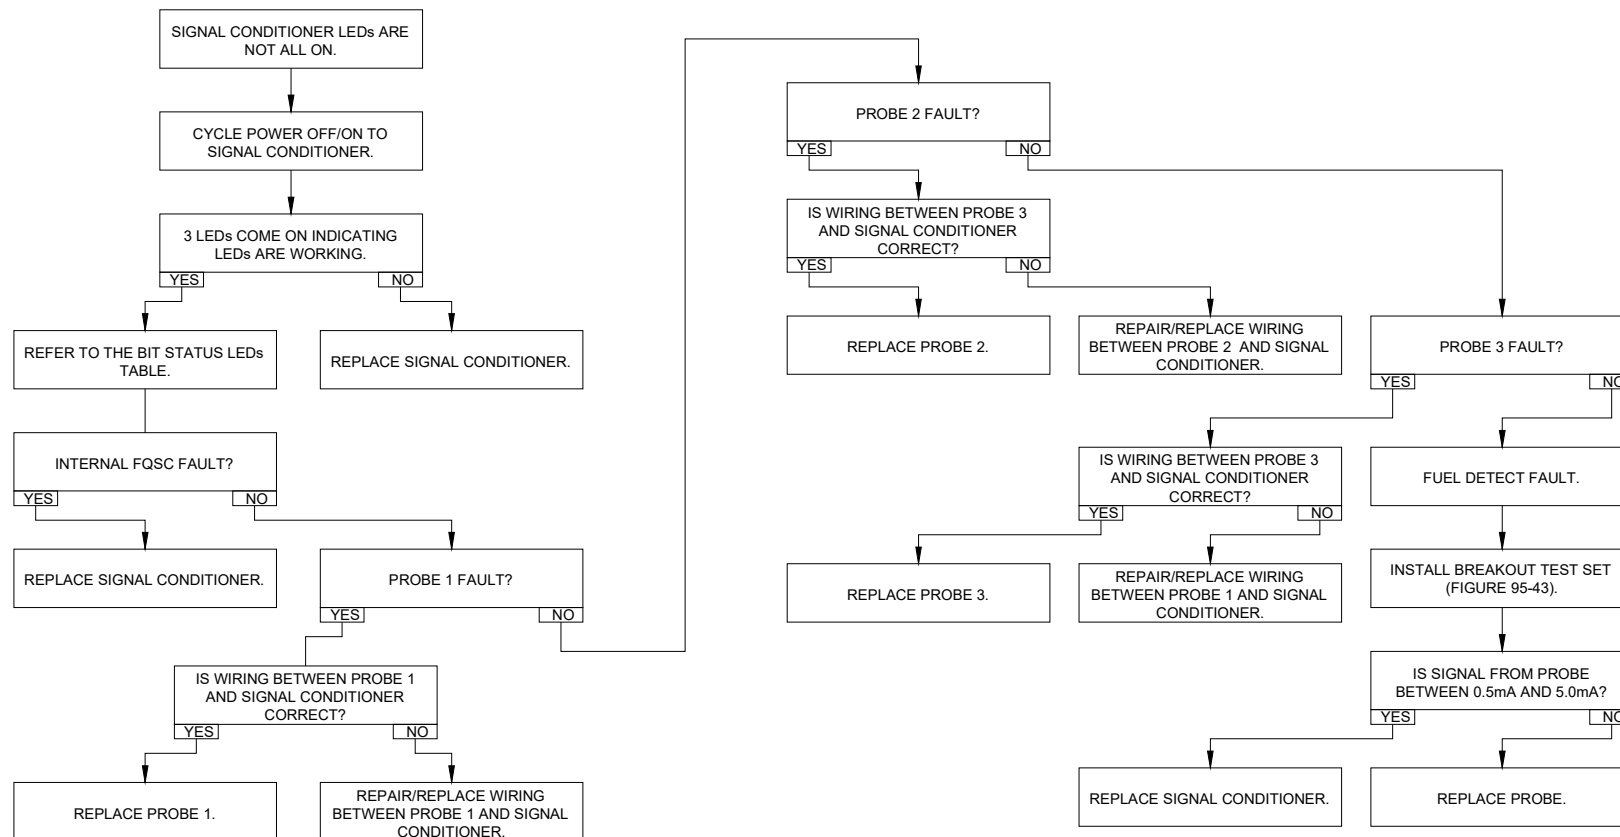 SIGNAL CONDITIONER LEDs ARE
NOT ALL ON.
CYCLE POWER OFF/ON TO
SIGNAL CONDITIONER.
3 LEDs COME ON INDICATING
LEDs ARE WORKING.
YES
NO
REFER TO THE BIT STATUS LEDs
TABLE.
REPLACE SIGNAL CONDITIONER.
INTERNAL FQSC FAULT?
YES
NO
REPLACE SIGNAL CONDITIONER.
PROBE 1 FAULT?
YES
NO
IS WIRING BETWEEN PROBE 1
AND SIGNAL CONDITIONER
CORRECT?
YES
NO
REPLACE PROBE 1.
REPAIR/REPLACE WIRING
BETWEEN PROBE 1 AND SIGNAL
CONDITIONER.
PROBE 2 FAULT?
YES
NO
IS WIRING BETWEEN PROBE 3
AND SIGNAL CONDITIONER
CORRECT?
YES
NO
REPLACE PROBE 2.
REPAIR/REPLACE WIRING
BETWEEN PROBE 2 AND SIGNAL
CONDITIONER.
PROBE 3 FAULT?
YES
NO
IS WIRING BETWEEN PROBE 3
AND SIGNAL CONDITIONER
CORRECT?
YES
NO
REPLACE PROBE 3.
REPAIR/REPLACE WIRING
BETWEEN PROBE 1 AND SIGNAL
CONDITIONER.
FUEL DETECT FAULT.
INSTALL BREAKOUT TEST SET
(FIGURE 95-43).
IS SIGNAL FROM PROBE
BETWEEN 0.5mA AND 5.0mA?
YES
NO
REPLACE SIGNAL CONDITIONER.
REPLACE PROBE.